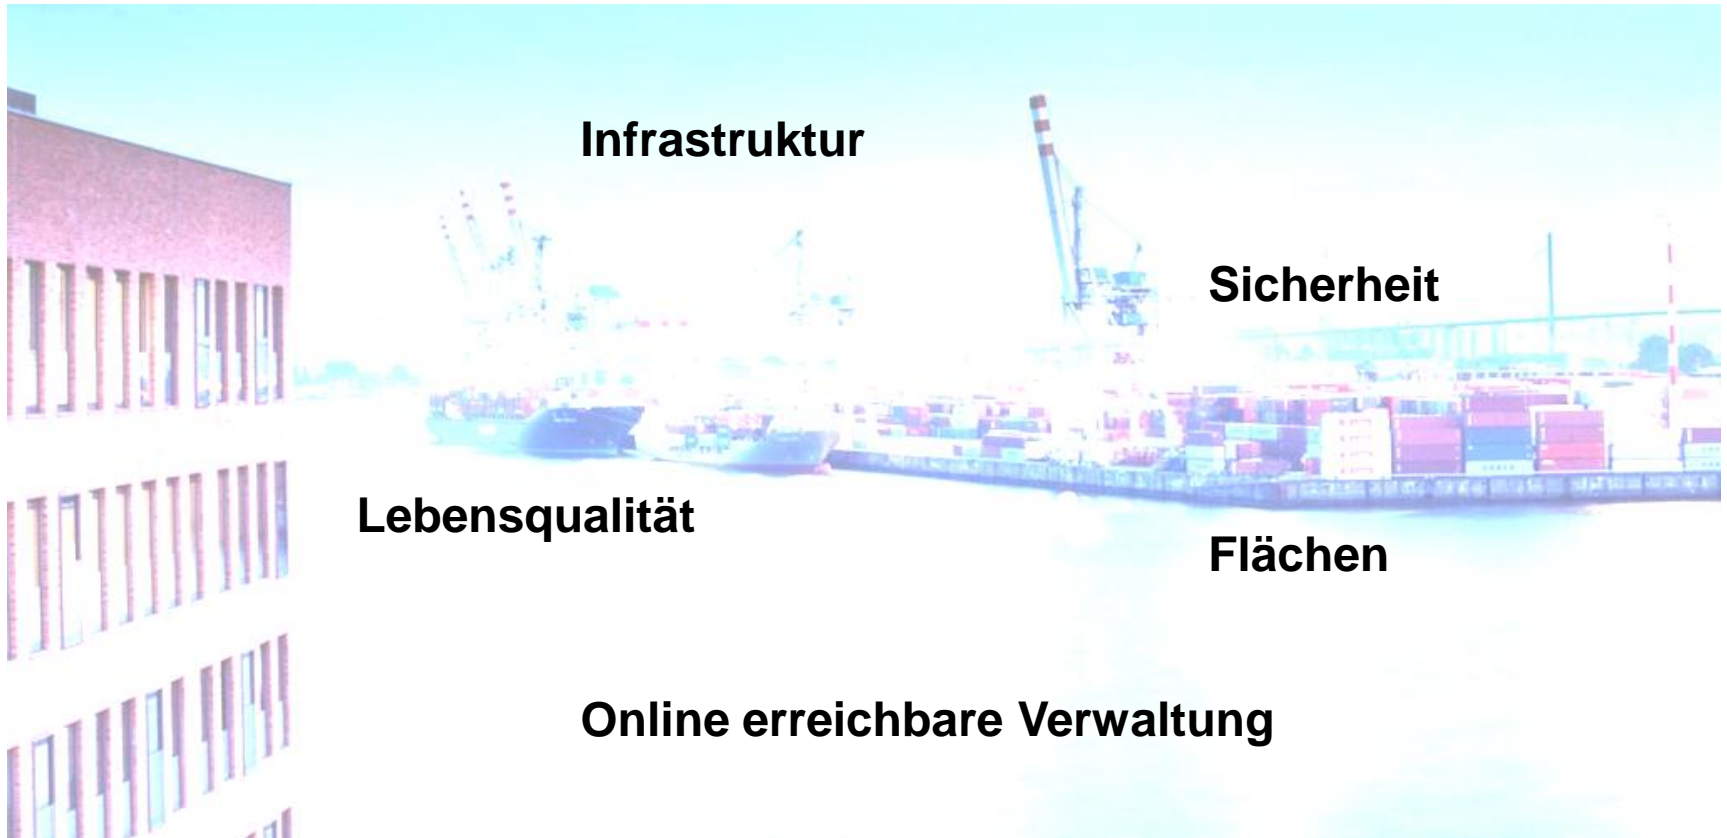 Infrastruktur
Sicherheit
Lebensqualität
Flächen
Online erreichbare Verwaltung